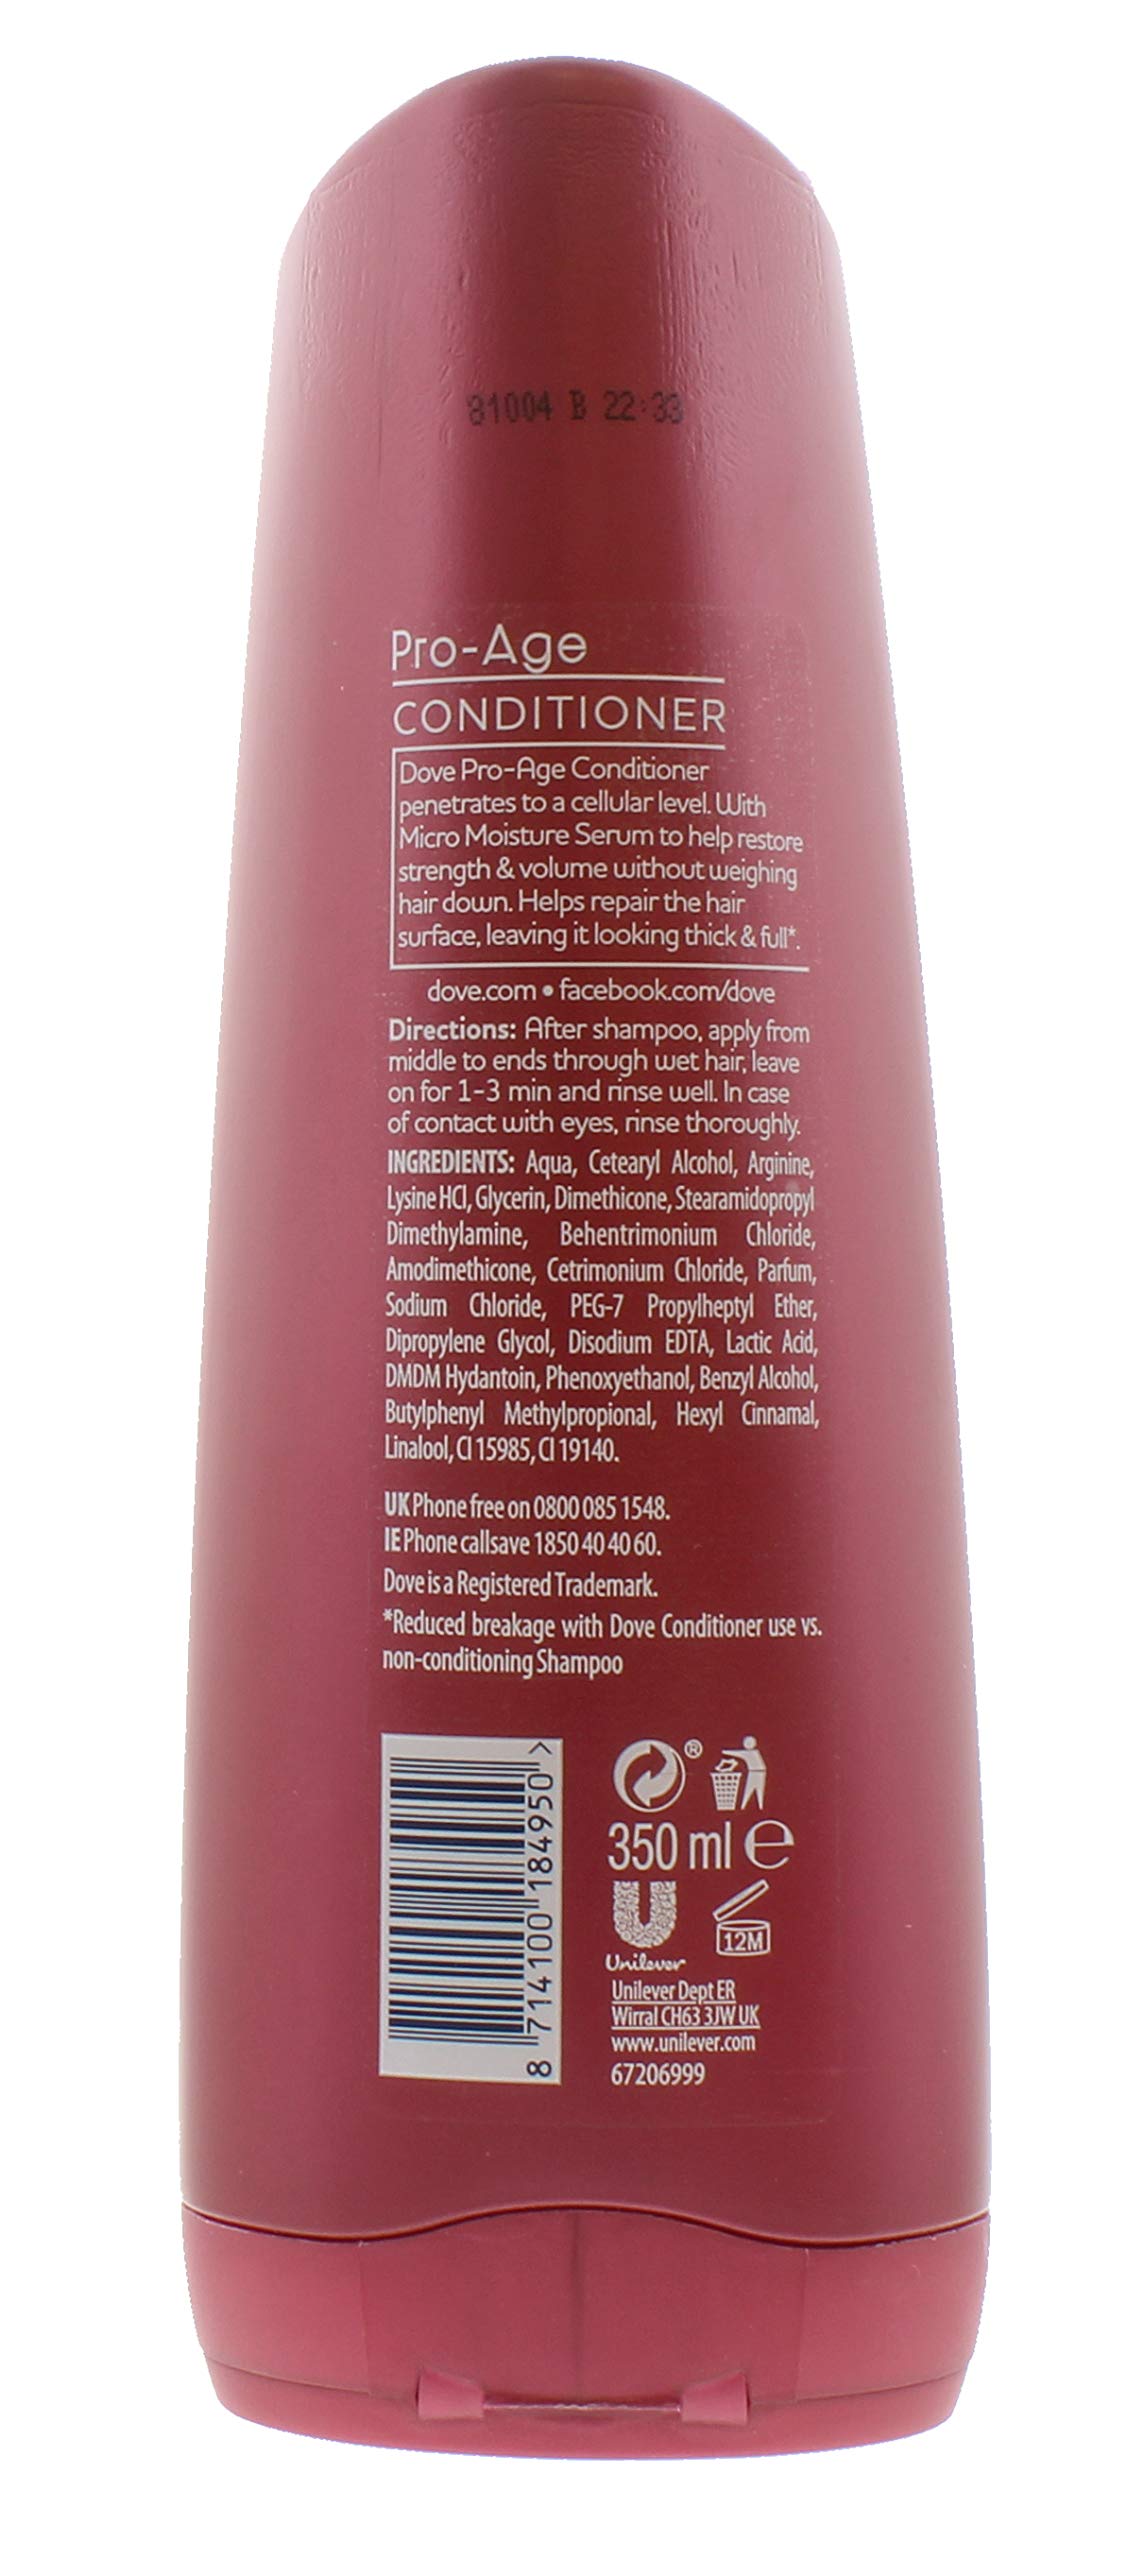 81004 B 22:33
Pro-Age
CONDITIONER
Dove Pro-Age Conditioner
penetrates to a cellular level. With
Micro Moisture Serum to help restore
strength & volume without weighing
hair down. Helps repair the hair
surface, leaving it looking thick & full*.
dove.com • facebook.com/dove
Directions: After shampoo, apply from
middle to ends through wet hair, leave
on for 1-3 min and rinse well. In case
of contact with eyes, rinse thoroughly.
INGREDIENTS: Aqua, Cetearyl Alcohol, Arginine,
Lysine HCl, Glycerin, Dimethicone, Stearamidopropyl
Dimethylamine, Behentrimonium Chloride,
Amodimethicone, Cetrimonium Chloride, Parfum,
Sodium Chloride, PEG-7 Propylheptyl Ether,
Dipropylene Glycol, Disodium EDTA, Lactic Acid,
DMDM Hydantoin, Phenoxyethanol, Benzyl Alcohol,
Butylphenyl Methylpropional, Hexyl Cinnamal,
Linalool, CI 15985, CI 19140.
UK Phone free on 0800 085 1548.
IE Phone callsave 1850 40 40 60.
Dove is a Registered Trademark.
*Reduced breakage with Dove Conditioner use vs.
non-conditioning Shampoo
8 714100 184950 >
®
350 ml e
U
12M
Unilever
Unilever Dept ER
Wirral CH63 3JW UK
www.unilever.com
67206999